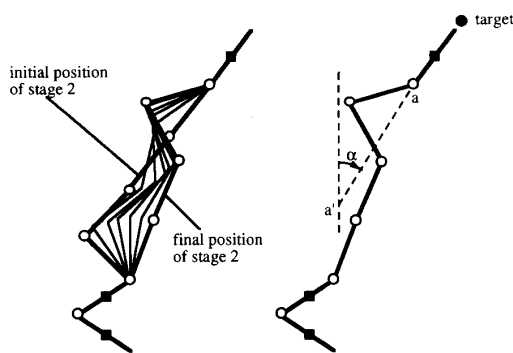 target
initial position
of stage 2
a
α
a'
final position
of stage 2